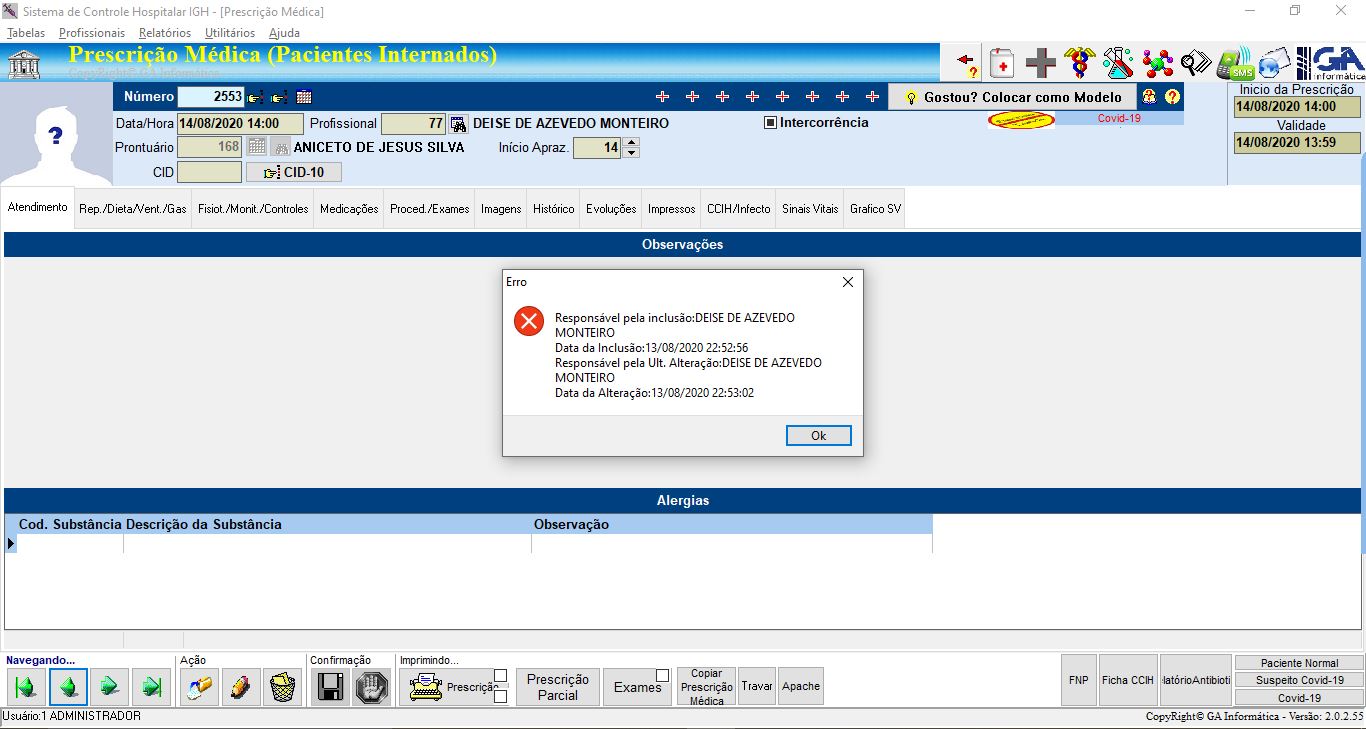 Sistema de Controle Hospitalar IGH - [Prescrição Médica]
Tabelas Profissionais Relatórios Utilitários Ajuda
Prescrição Médica (Pacientes Internados)
CopyRight© GA Informática
? SMS GA informática
Número 2553 Gostou? Colocar como Modelo ?
Início da Prescrição
14/08/2020 14:00
Validade
14/08/2020 13:59
Data/Hora 14/08/2020 14:00 Profissional 77 DEISE DE AZEVEDO MONTEIRO Intercorrência Covid-19
Prontuário 168 ANICETO DE JESUS SILVA Início Apraz. 14
CID CID-10
?
Atendimento Rep./Dieta/Vent./Gas Fisiot./Monit./Controles Medicações Proced./Exames Imagens Histórico Evoluções Impressos CCIH/Infecto Sinais Vitais Grafico SV
Observações
Erro
Responsável pela inclusão:DEISE DE AZEVEDO
MONTEIRO
Data da Inclusão:13/08/2020 22:52:56
Responsável pela Ult. Alteração:DEISE DE AZEVEDO
MONTEIRO
Data da Alteração:13/08/2020 22:53:02
Ok
Alergias
Cod. Substância Descrição da Substância Observação
Navegando... Ação Confirmação Imprimindo...
Prescrição
Prescrição
Parcial
Exames
Copiar
Prescrição
Médica
Travar
Apache
FNP
Ficha CCIH
latórioAntibioti
Paciente Normal
Suspeito Covid-19
Covid-19
Usuário:1 ADMINISTRADOR
CopyRight© GA Informática - Versão: 2.0.2.55